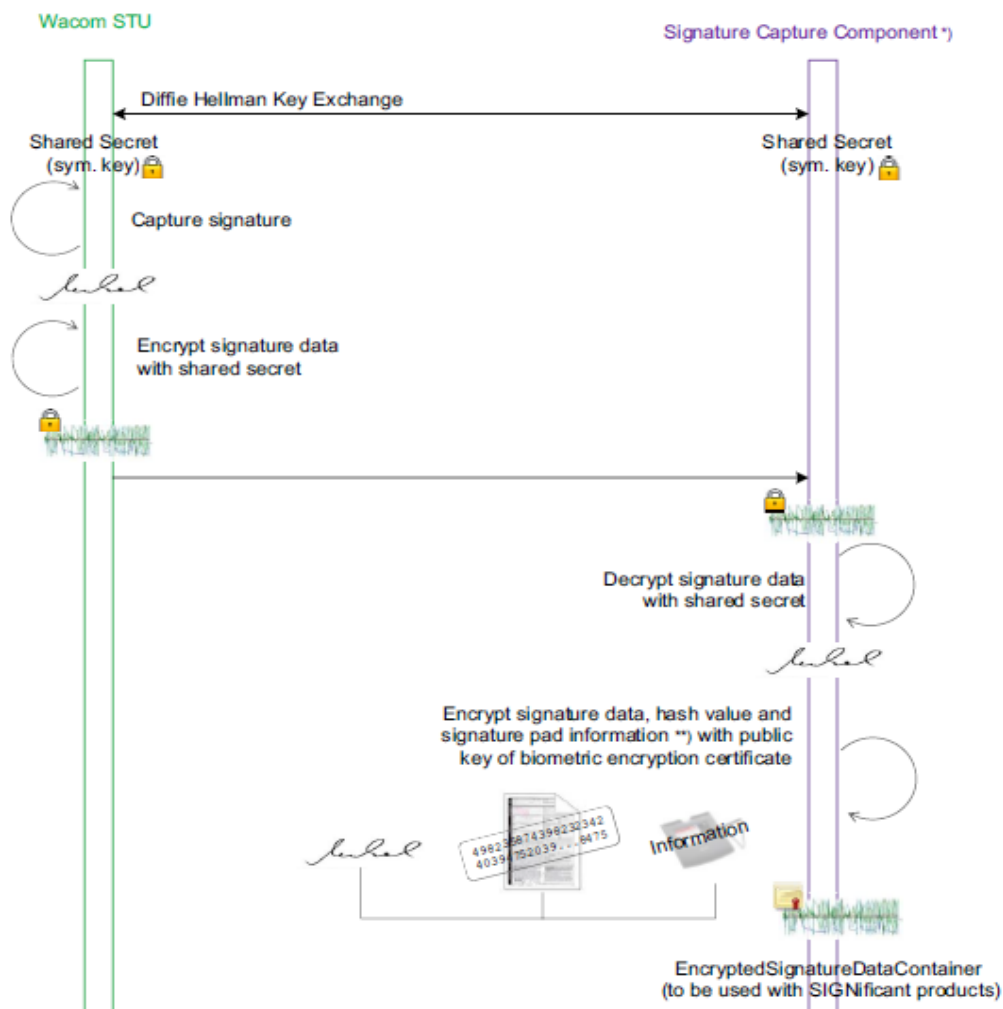 Wacom STU
Signature Capture Component *)
Diffie Hellman Key Exchange
Shared Secret
(sym. key)
Shared Secret
(sym. key)
Capture signature
Encrypt signature data
with shared secret
Decrypt signature data
with shared secret
Encrypt signature data, hash value and
signature pad information **) with public
key of biometric encryption certificate
Information
EncryptedSignatureDataContainer
(to be used with SIGNificant products)